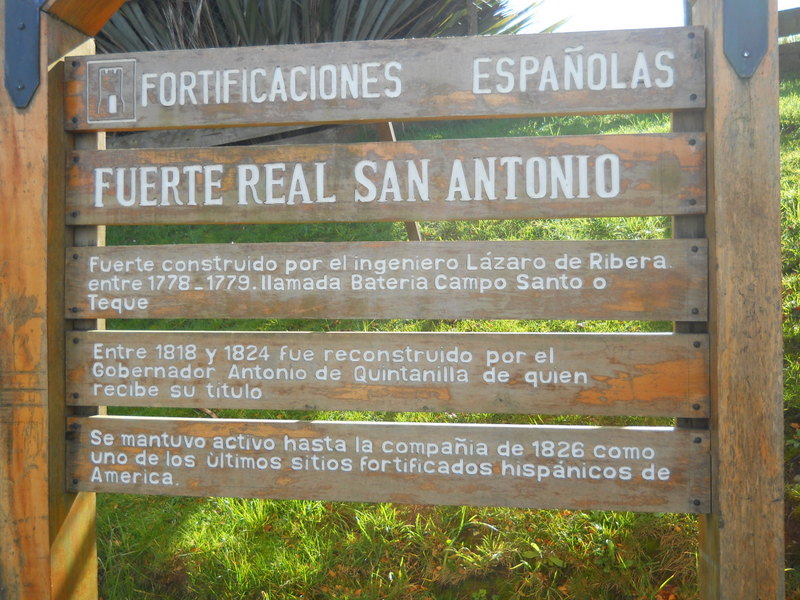 FORTIFICACIONES ESPAÑOLAS
FUERTE REAL SAN ANTONIO
Fuerte construido por el ingeniero Lázaro de Ribera.
entre 1778_1779. llamada Bateria Campo Santo o
Teque
Entre 1818 y 1824 fue reconstruido por el
Gobernador Antonio de Quintanilla de quien
recibe su titulo
Se mantuvo activo hasta la compañia de 1826 como
uno de los ùltimos sitios fortificados hispánicos de
America.